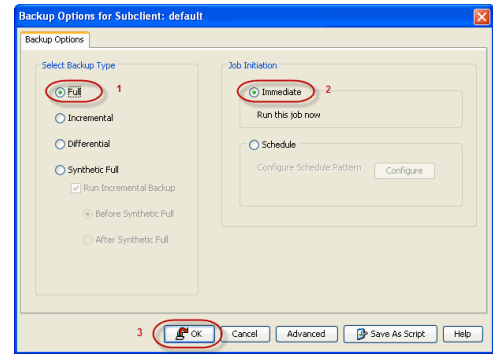 Backup Options for Subclient: default
Backup Options
Select Backup Type
Full
1
Incremental
Differential
Synthetic Full
Run Incremental Backup
Before Synthetic Full
After Synthetic Full
Job Initiation
Immediate
2
Run this job now
Schedule
Configure Schedule Pattern
Configure
3
OK
Cancel
Advanced
Save As Script
Help